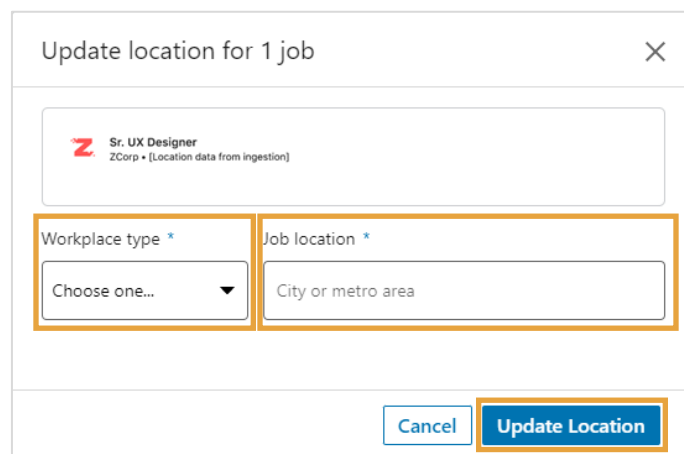 Update location for 1 job
Sr. UX Designer
ZCorp • [Location data from ingestion]
Workplace type *
Job location *
Choose one...
City or metro area
Cancel
Update Location